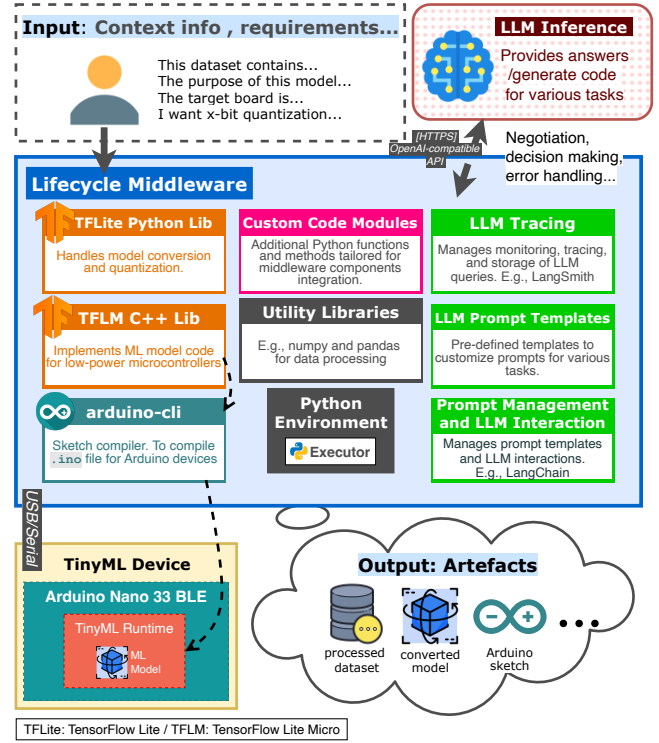 Input: Context info , requirements...
This dataset contains...
The purpose of this model...
The target board is...
I want x-bit quantization...
LLM Inference
Provides answers
/generate code
for various tasks
[HTTPS]
OpenAI-compatible
API
Negotiation,
decision making,
error handling...
Lifecycle Middleware
TFLite Python Lib
Handles model conversion
and quantization.
Custom Code Modules
Additional Python functions
and methods tailored for
middleware components
integration.
LLM Tracing
Manages monitoring, tracing,
and storage of LLM
queries. E.g., LangSmith
TFLM C++ Lib
Implements ML model code
for low-power microcontrollers
Utility Libraries
E.g., numpy and pandas
for data processing
LLM Prompt Templates
Pre-defined templates to
customize prompts for various
tasks.
arduino-cli
Sketch compiler. To compile
.ino file for Arduino devices
Python
Environment
Executor
Prompt Management
and LLM Interaction
Manages prompt templates
and LLM interactions.
E.g., LangChain
USB/Serial
TinyML Device
Arduino Nano 33 BLE
TinyML Runtime
ML
Model
Output: Artefacts
processed
dataset
converted
model
Arduino
sketch
TFLite: TensorFlow Lite / TFLM: TensorFlow Lite Micro